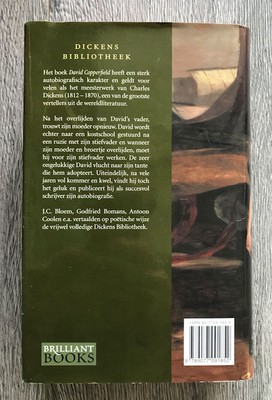 DICKENS
BIBLIOTHEEK
Het boek David Copperfield heeft een sterk
autobiografisch karakter en geldt voor
velen als het meesterwerk van Charles
Dickens (1812 – 1870), een van de grootste
vertellers uit de wereldliteratuur.
Na het overlijden van David's vader,
trouwt zijn moeder opnieuw. David wordt
echter naar een kostschool gestuurd na
een ruzie met zijn stiefvader en wanneer
zijn moeder en broertje overlijden, moet
hij voor zijn stiefvader werken. De zeer
ongelukkige David vlucht naar zijn tante
die hem adopteert. Uiteindelijk, na vele
jaren vol kommer en kwel, vindt hij toch
het geluk en publiceert hij als succesvol
schrijver zijn autobiografie.
J.C. Bloem, Godfried Bomans, Antoon
Coolen e.a. vertaalden op poëtische wijze
de vrijwel volledige Dickens Bibliotheek.
BRILLIANT
BOOKS